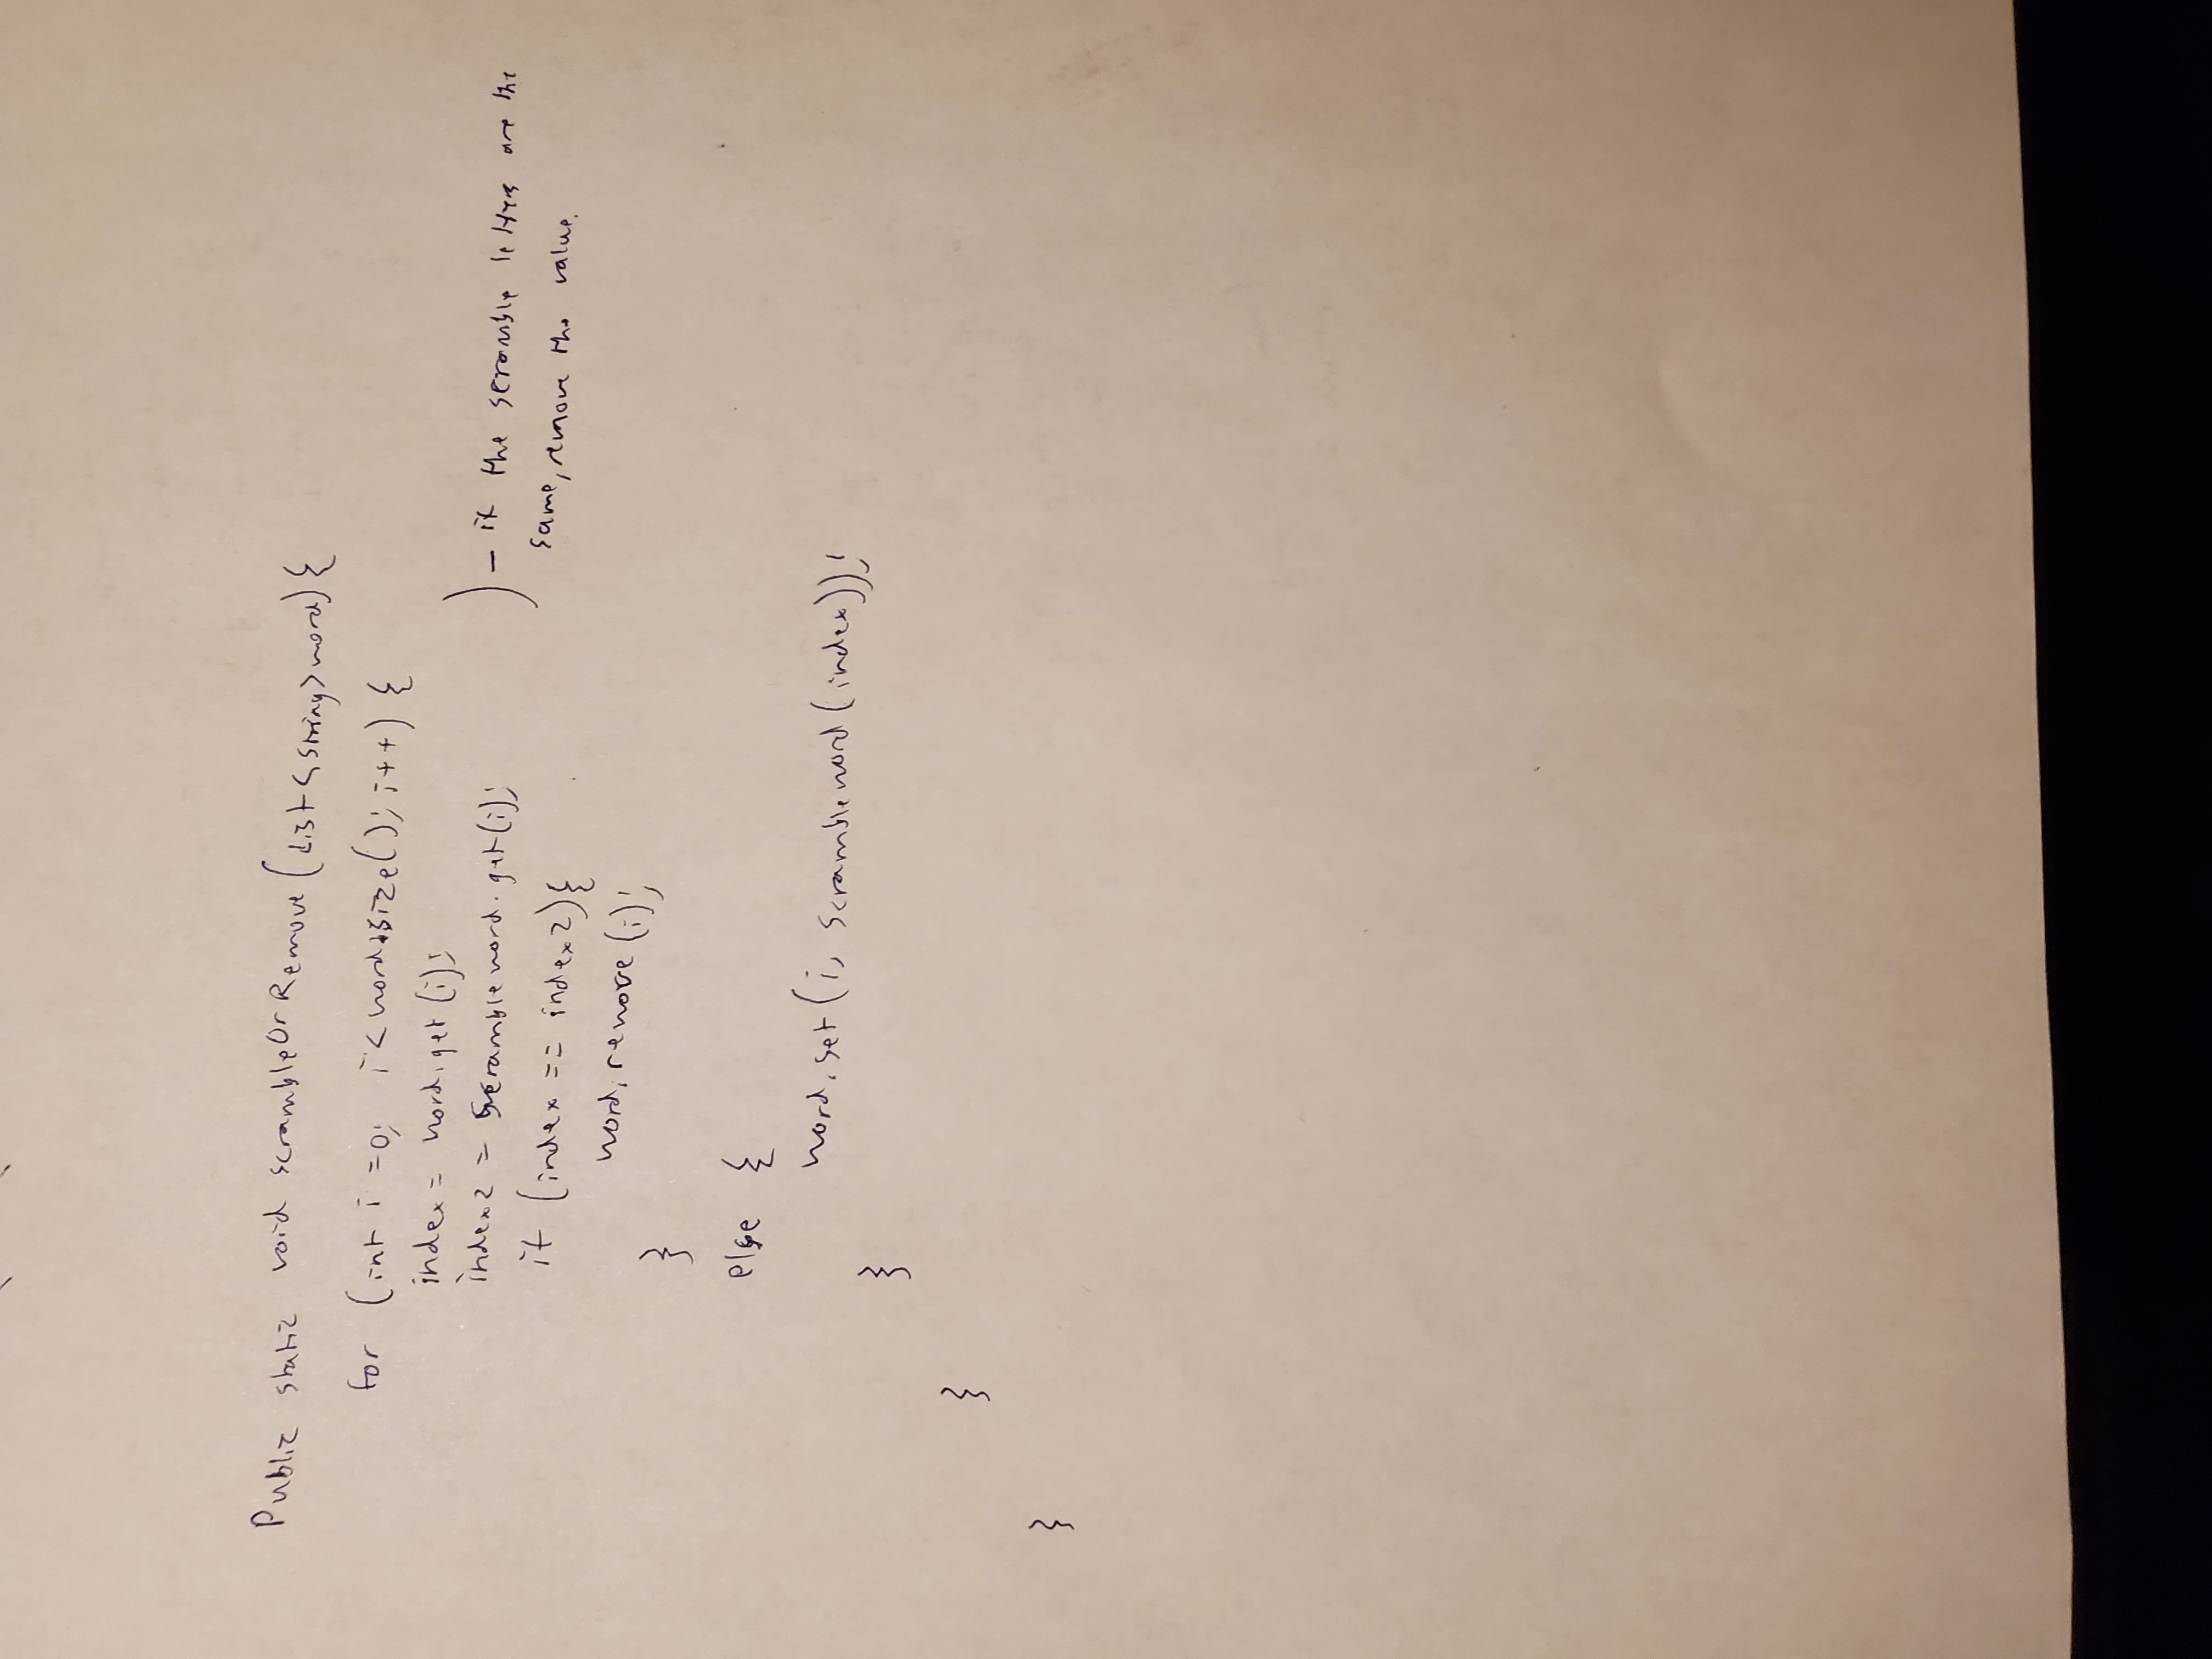 Public static void scrambleOrRemove (List<String> word) {
for (int i = 0; i < word.size(); i++) {
index = word.get(i);
index2 = scrambleword.get(i);
if (index == index2) {
word.remove(i);
}
else {
word.set(i, scrambleword(index));
}
}
}
) - if the scramble letters are the
same, remove the value.